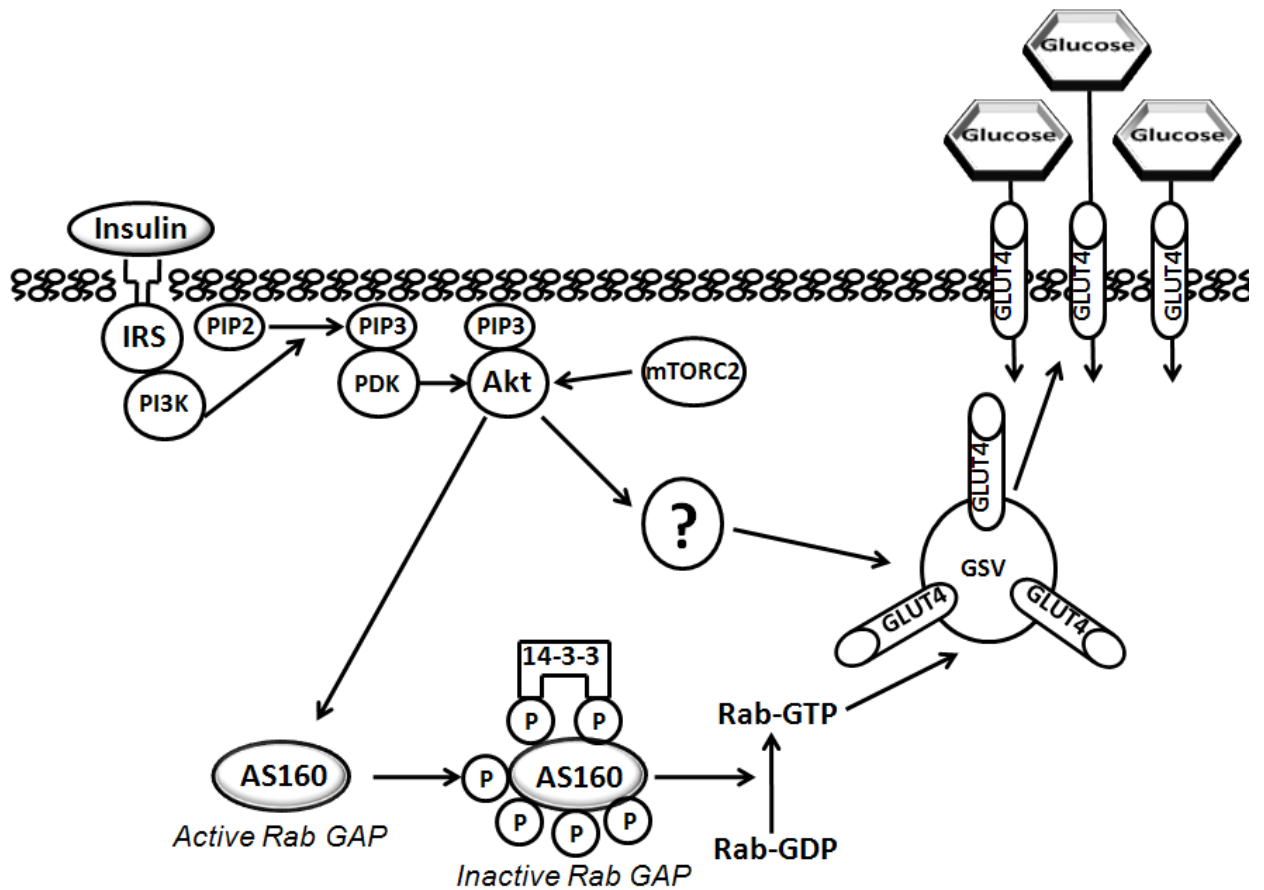 Glucose
Glucose
Glucose
Insulin
GLUT4
GLUT4
GLUT4
IRS
PIP2
PIP3
PIP3
PI3K
PDK
Akt
mTORC2
GLUT4
?
GSV
GLUT4
GLUT4
14-3-3
P
P
Rab-GTP
AS160
P
AS160
P
P
P
Active Rab GAP
Rab-GDP
Inactive Rab GAP